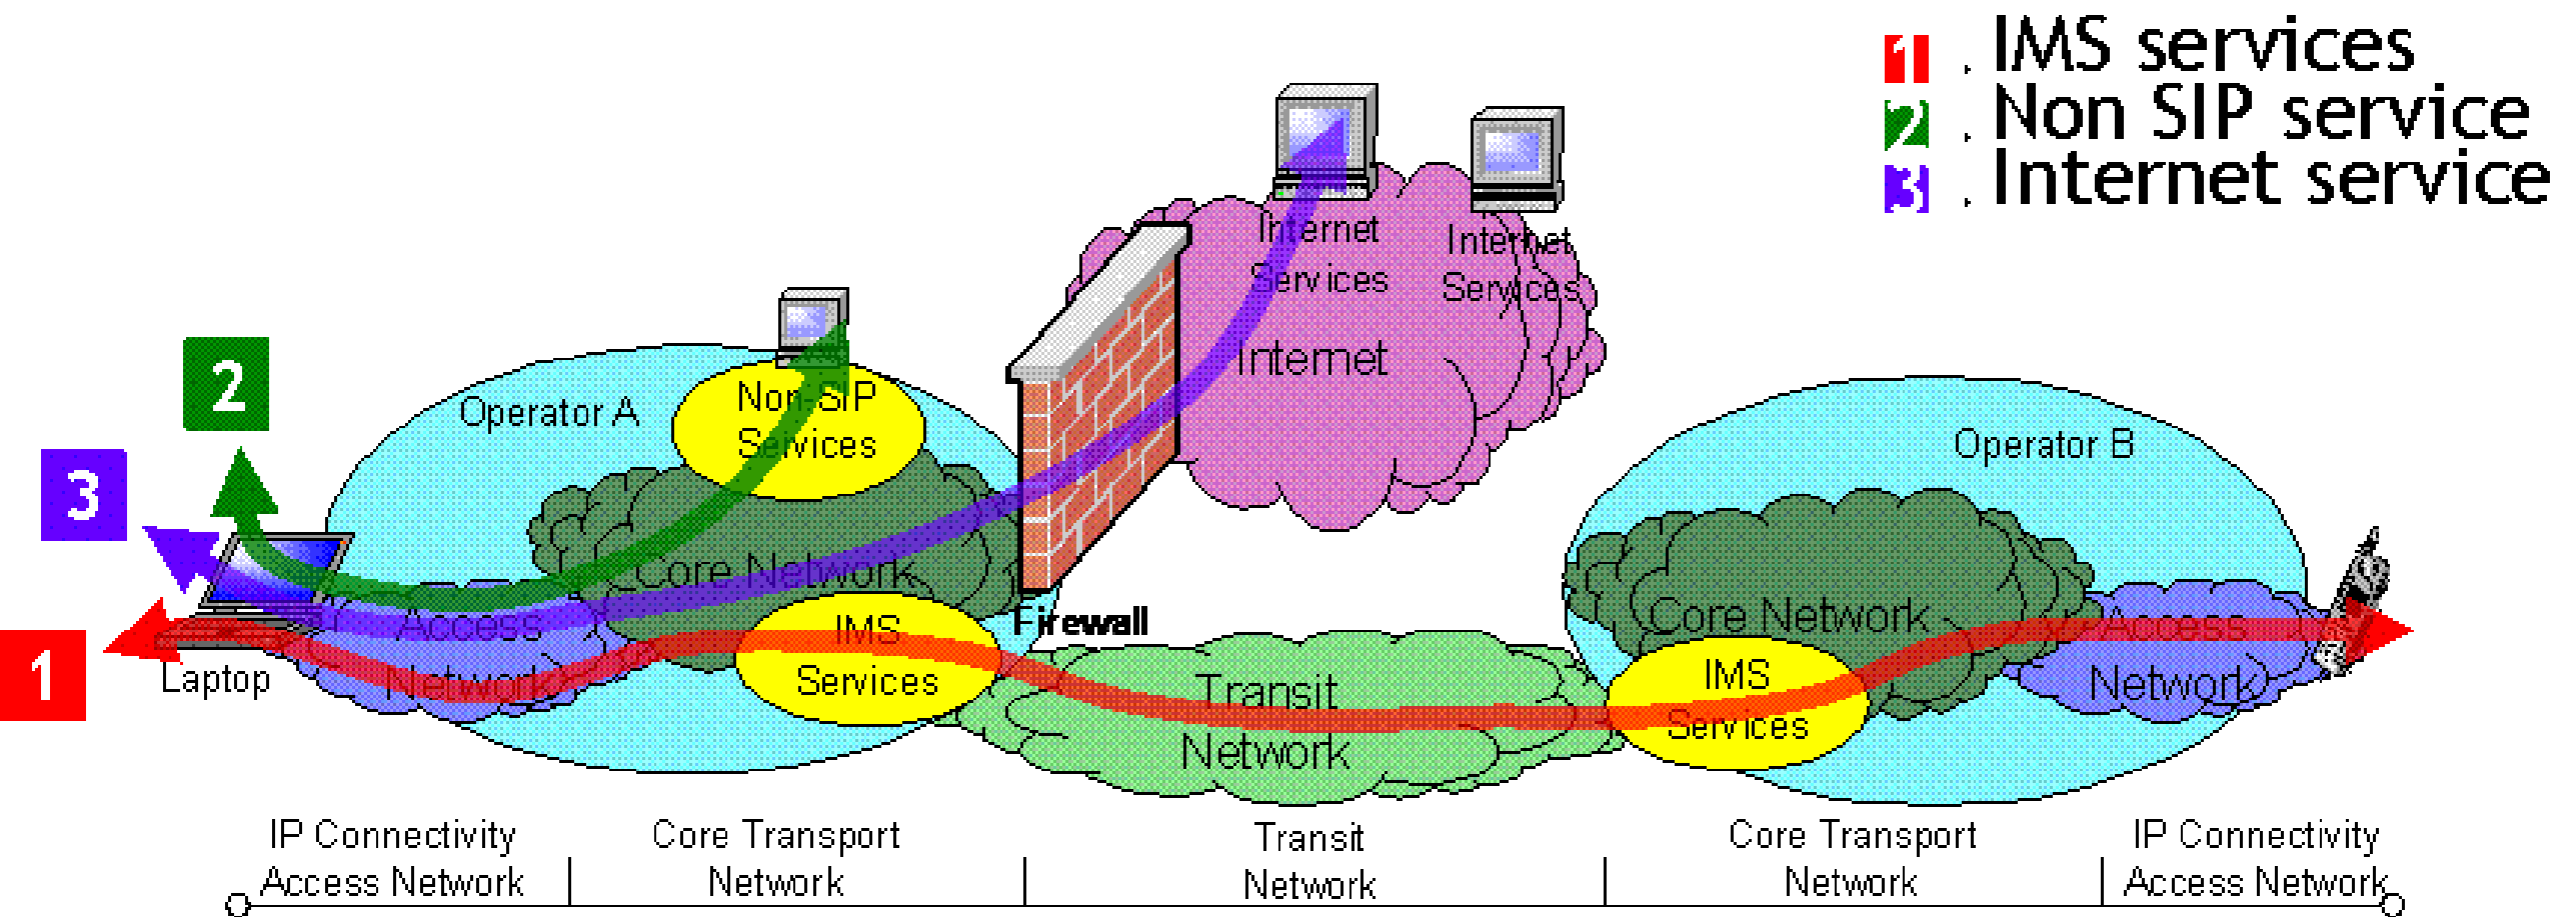 1 . IMS services
2 . Non SIP service
3 . Internet service
Internet
Services
Internet
Services
Internet
2
3
1
Operator A
Non-SIP
Services
Core Network
Access
Network
Laptop
IMS
Services
Firewall
Transit
Network
Operator B
Core Network
IMS
Services
Access
Network
IP Connectivity
Access Network
Core Transport
Network
Transit
Network
Core Transport
Network
IP Connectivity
Access Network